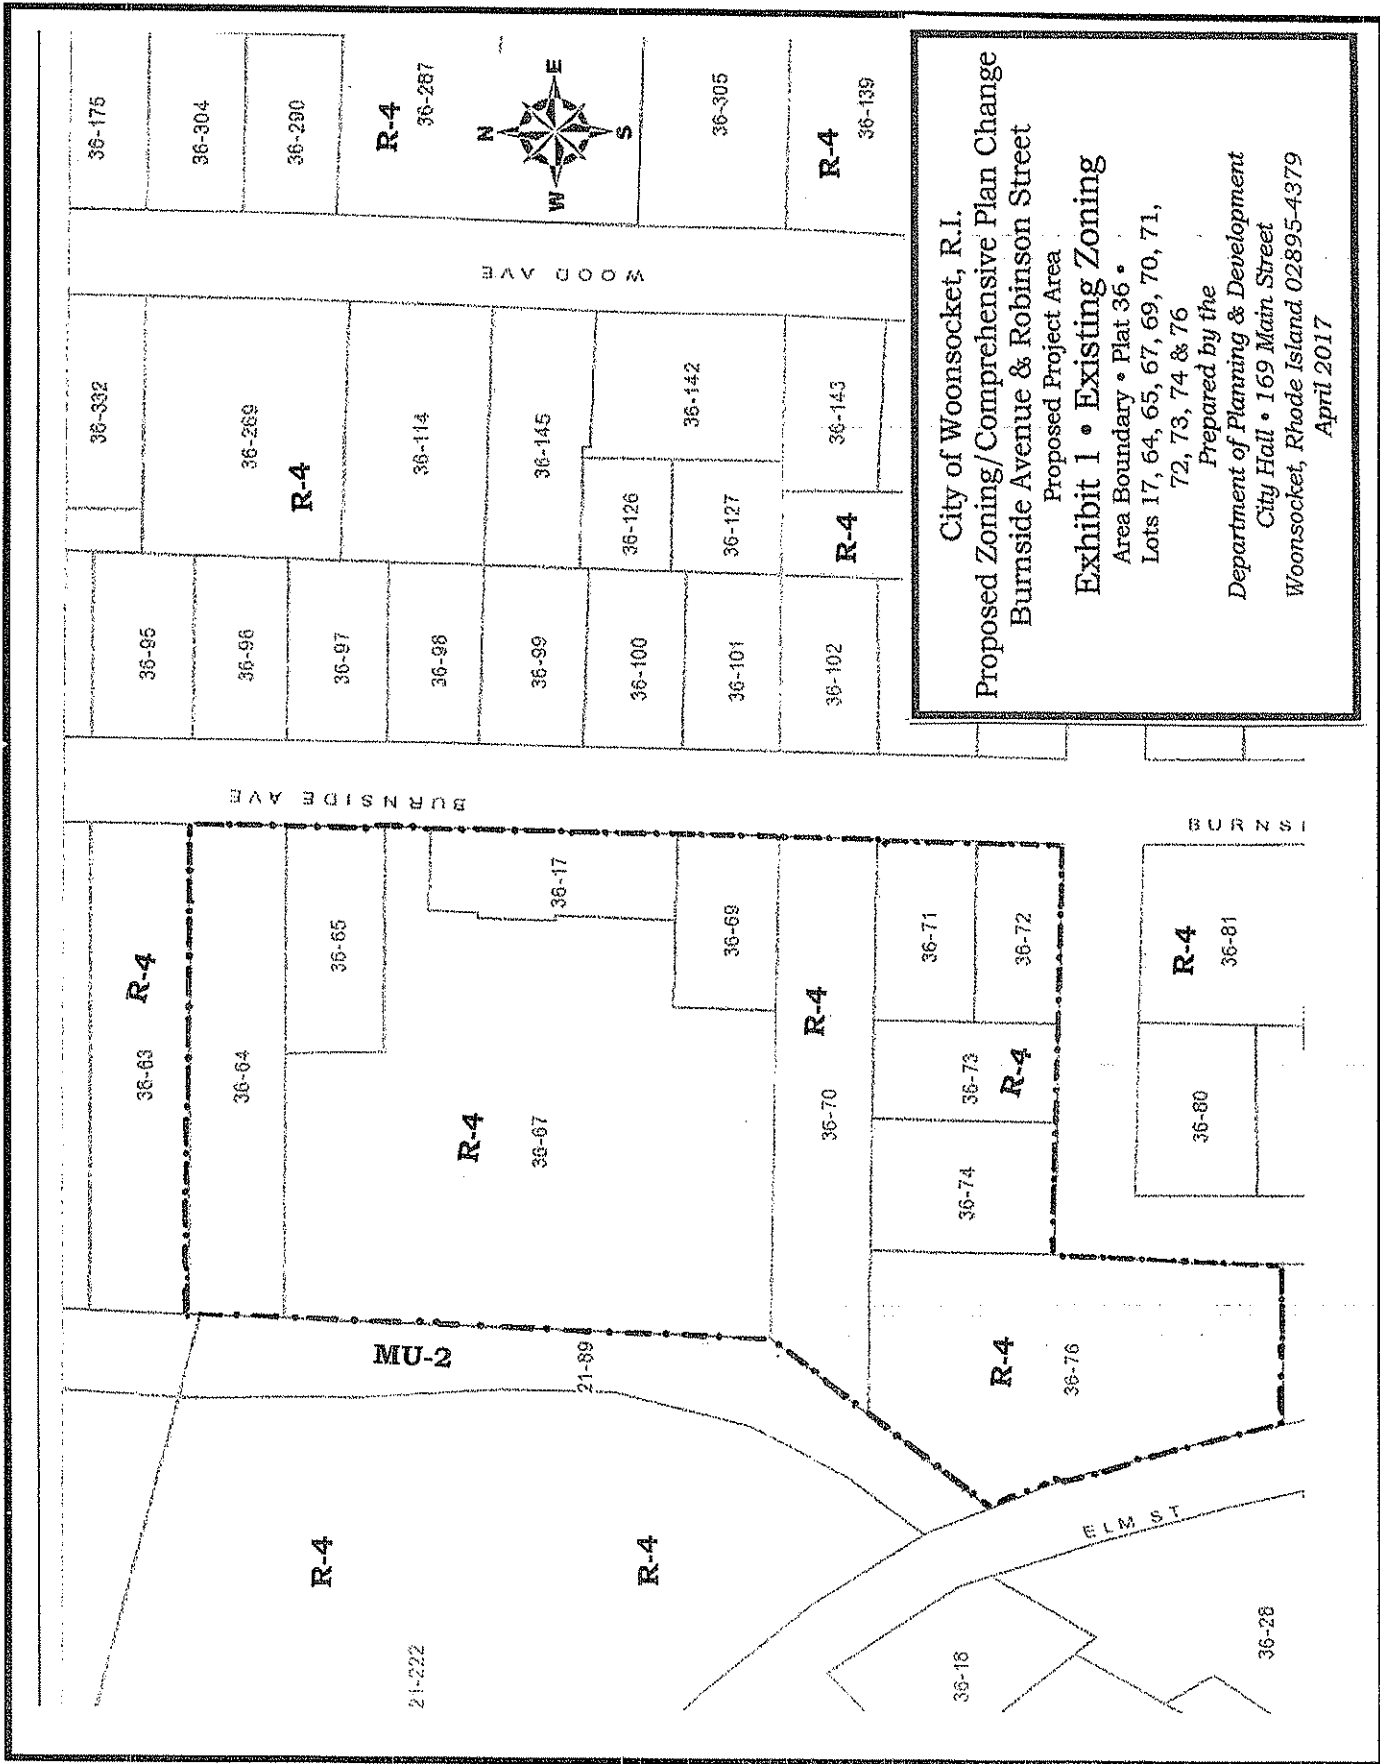 36-175
36-304
36-290
R-4
36-287
N
E
W
S
36-305
R-4
36-139
WOOD AVE
36-332
36-269
R-4
36-114
36-145
36-142
36-126
36-127
36-143
R-4
36-95
36-96
36-97
36-98
36-99
36-100
36-101
36-102
BURNSIDE AVE
BURNSI
R-4
36-63
36-64
36-65
36-17
36-69
R-4
36-67
R-4
36-70
36-71
36-72
36-73
R-4
36-74
R-4
36-81
36-80
MU-2
21-89
R-4
36-76
R-4
R-4
21-222
ELM ST
36-16
36-28
City of Woonsocket, R.I.
Proposed Zoning/Comprehensive Plan Change
Burnside Avenue & Robinson Street
Proposed Project Area
Exhibit 1 • Existing Zoning
Area Boundary • Plat 36 •
Lots 17, 64, 65, 67, 69, 70, 71,
72, 73, 74 & 76
Prepared by the
Department of Planning & Development
City Hall • 169 Main Street
Woonsocket, Rhode Island 02895-4379
April 2017